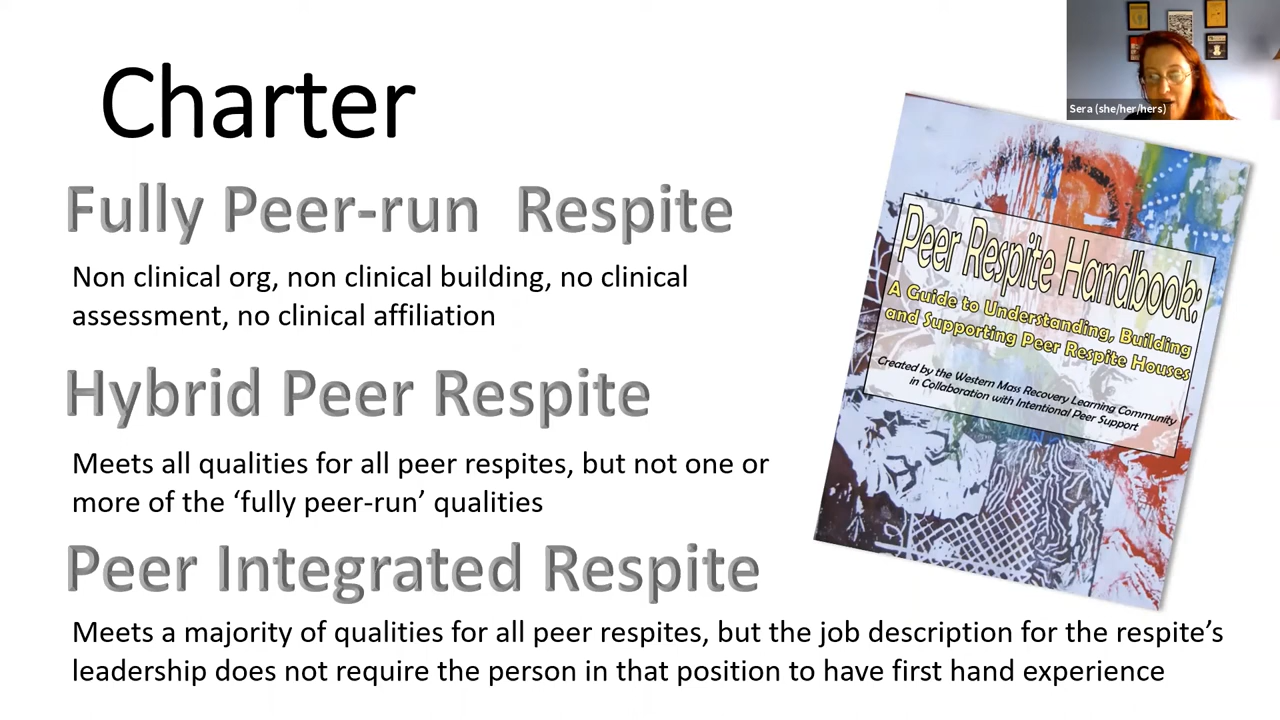 Charter
Sera (she/her/hers)
Fully Peer-run Respite
Non clinical org, non clinical building, no clinical
assessment, no clinical affiliation
Hybrid Peer Respite
Meets all qualities for all peer respites, but not one or
more of the ‘fully peer-run’ qualities
Peer Integrated Respite
Meets a majority of qualities for all peer respites, but the job description for the respite’s
leadership does not require the person in that position to have first hand experience
Peer Respite Handbook:
A Guide to Understanding, Building
and Supporting Peer Respite Houses
Created by the Western Mass Recovery Learning Community
in Collaboration with Intentional Peer Support